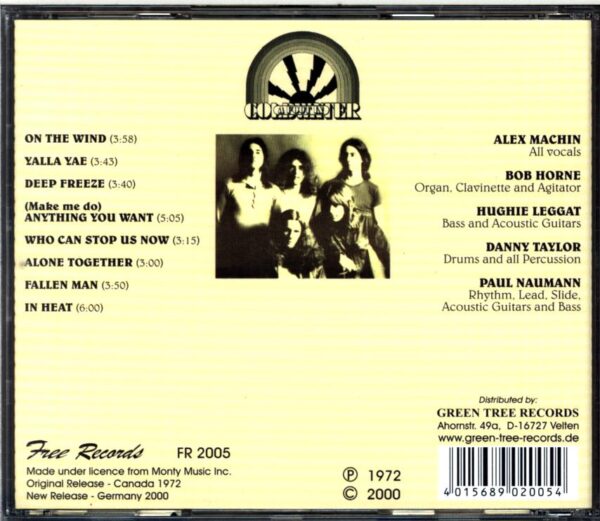 A FOOT IN
COLDWATER
ON THE WIND (3:58)
YALLA YAE (3:43)
DEEP FREEZE (3:40)
(Make me do)
ANYTHING YOU WANT (5:05)
WHO CAN STOP US NOW (3:15)
ALONE TOGETHER (3:00)
FALLEN MAN (3:50)
IN HEAT (6:00)
ALEX MACHIN
All vocals
BOB HORNE
Organ, Clavinette and Agitator
HUGHIE LEGGAT
Bass and Acoustic Guitars
DANNY TAYLOR
Drums and all Percussion
PAUL NAUMANN
Rhythm, Lead, Slide,
Acoustic Guitars and Bass
Distributed by:
GREEN TREE RECORDS
Ahornstr. 49a, D-16727 Velten
www.green-tree-records.de
Free Records FR 2005
Made under licence from Monty Music Inc.
Original Release - Canada 1972
New Release - Germany 2000
℗ 1972
© 2000
4 015689 020054